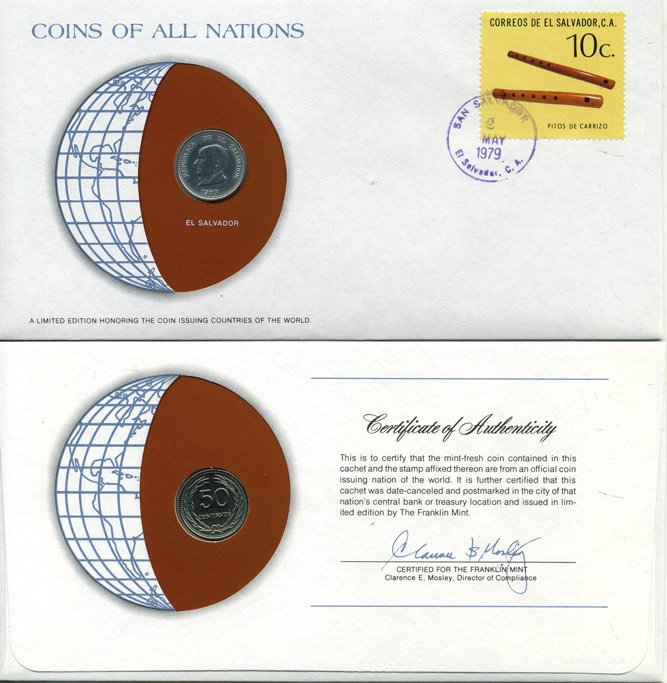 COINS OF ALL NATIONS
CORREOS DE EL SALVADOR, C.A.
10c.
PITOS DE CARRIZO
SAN SALVADOR
2
MAY
1979
El Salvador, C. A.
REPUBLICA DE EL SALVADOR
1977
EL SALVADOR
A LIMITED EDITION HONORING THE COIN ISSUING COUNTRIES OF THE WORLD.
50
CENTAVOS
Certificate of Authenticity
This is to certify that the mint-fresh coin contained in this
cachet and the stamp affixed thereon are from an official coin
issuing nation of the world. It is further certified that this
cachet was date-canceled and postmarked in the city of that
nation's central bank or treasury location and issued in lim-
ited edition by The Franklin Mint.
Clarence E Mosley
CERTIFIED FOR THE FRANKLIN MINT
Clarence E. Mosley, Director of Compliance